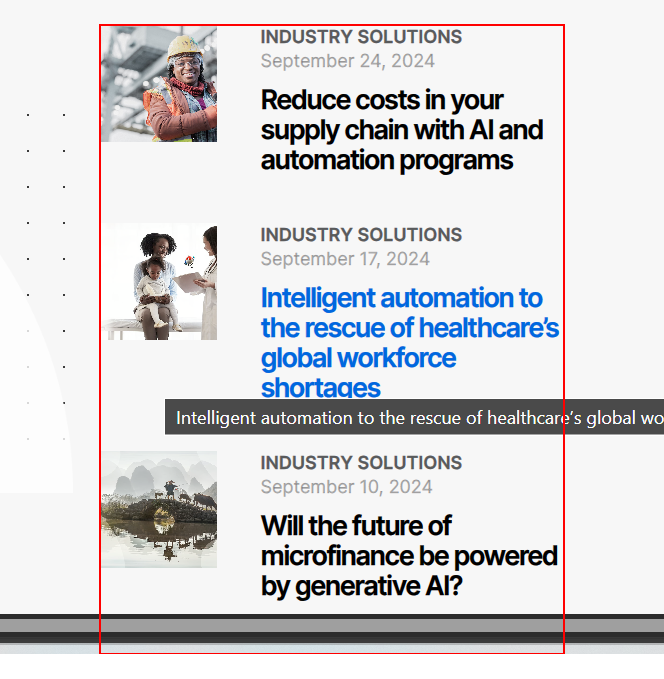 INDUSTRY SOLUTIONS
September 24, 2024
Reduce costs in your
supply chain with AI and
automation programs
INDUSTRY SOLUTIONS
September 17, 2024
Intelligent automation to
the rescue of healthcare’s
global workforce
shortages
Intelligent automation to the rescue of healthcare’s global wo
INDUSTRY SOLUTIONS
September 10, 2024
Will the future of
microfinance be powered
by generative AI?